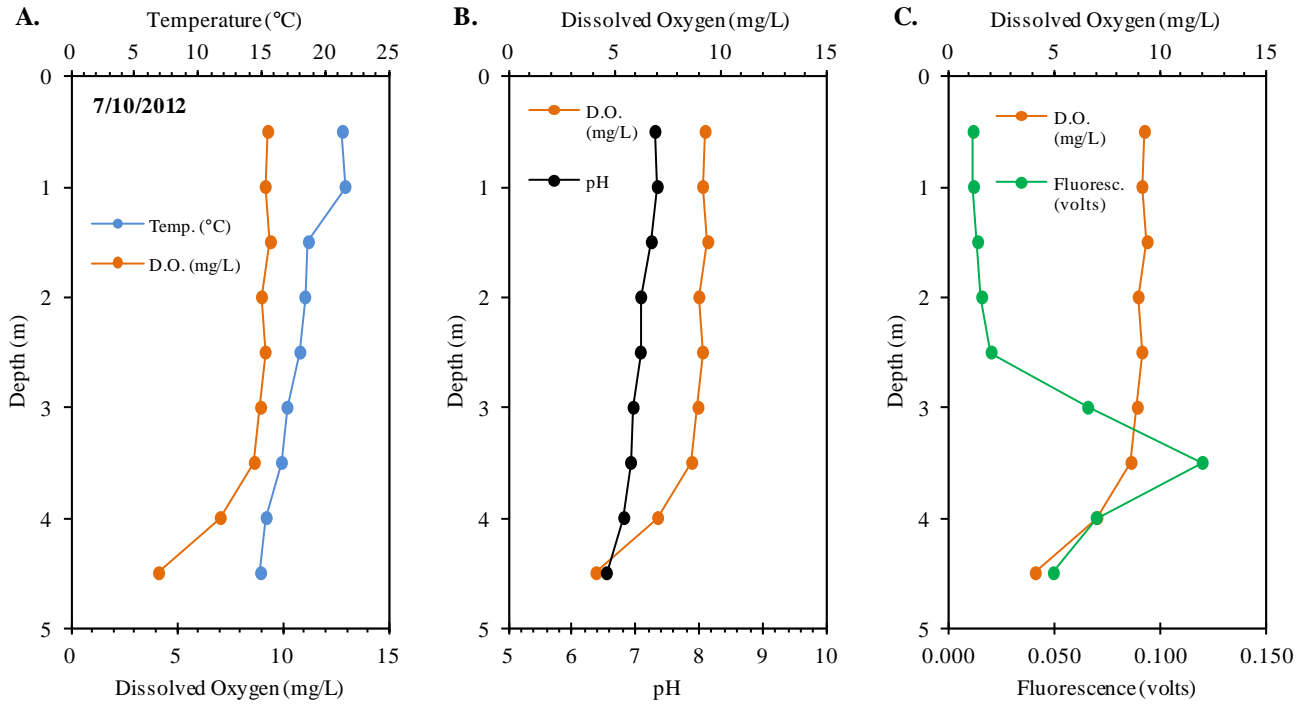 A.
Temperature (°C)
0 5 10 15 20 25
0
1
2
3
4
5
Depth (m)
7/10/2012
Temp. (°C)
D.O. (mg/L)
0 5 10 15
Dissolved Oxygen (mg/L)
B.
Dissolved Oxygen (mg/L)
0 5 10 15
0
1
2
3
4
5
Depth (m)
D.O.
(mg/L)
pH
5 6 7 8 9 10
pH
C.
Dissolved Oxygen (mg/L)
0 5 10 15
0
1
2
3
4
5
Depth (m)
D.O.
(mg/L)
Fluoresc.
(volts)
0.000 0.050 0.100 0.150
Fluorescence (volts)